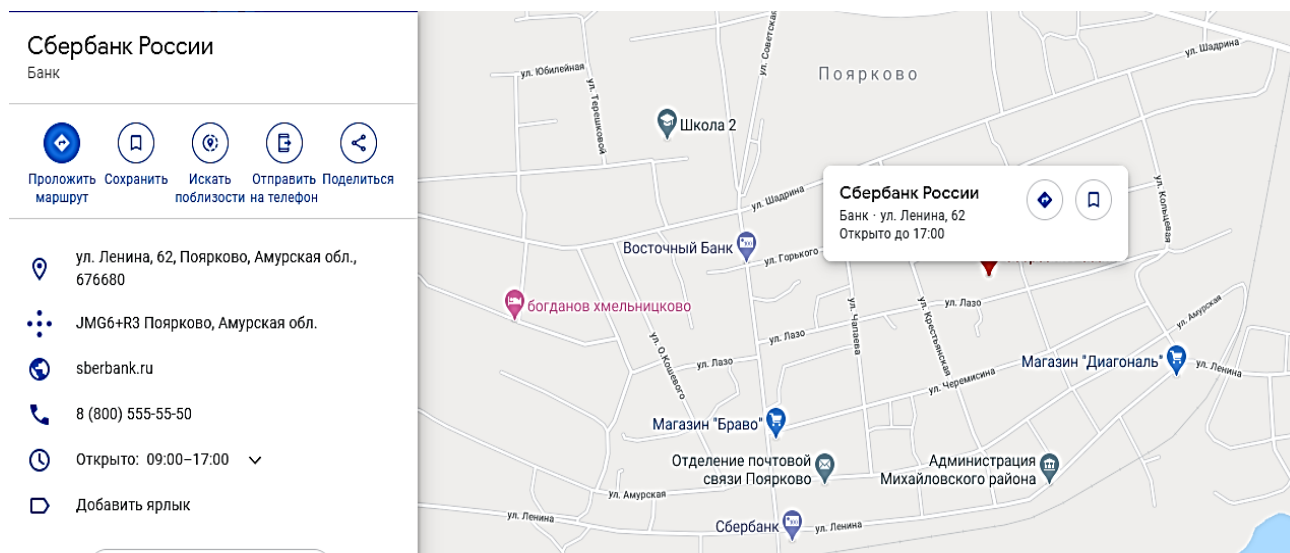 Сбербанк России
Банк
Проложить маршрут
Сохранить
Искать поблизости
Отправить на телефон
Поделиться
ул. Ленина, 62, Поярково, Амурская обл.,
676680
JMG6+R3 Поярково, Амурская обл.
sberbank.ru
8 (800) 555-55-50
Открыто: 09:00–17:00
Добавить ярлык
ул. Юбилейная
ул. Терешковой
ул. Советская
Поярково
ул. Шадрина
Школа 2
ул. Шадрина
Сбербанк России
Банк · ул. Ленина, 62
Открыто до 17:00
ул. Кольцевая
Восточный Банк
ул. Горького
богданов хмельницково
ул. О.Кошевого
ул. Лазо
ул. Лазо
ул. Лазо
ул. Чапаева
ул. Крестьянская
ул. Амурская
Магазин "Диагональ"
ул. Ленина
ул. Черемисина
Магазин "Браво"
Отделение почтовой
связи Поярково
Администрация
Михайловского района
ул. Амурская
ул. Ленина
Сбербанк
ул. Ленина